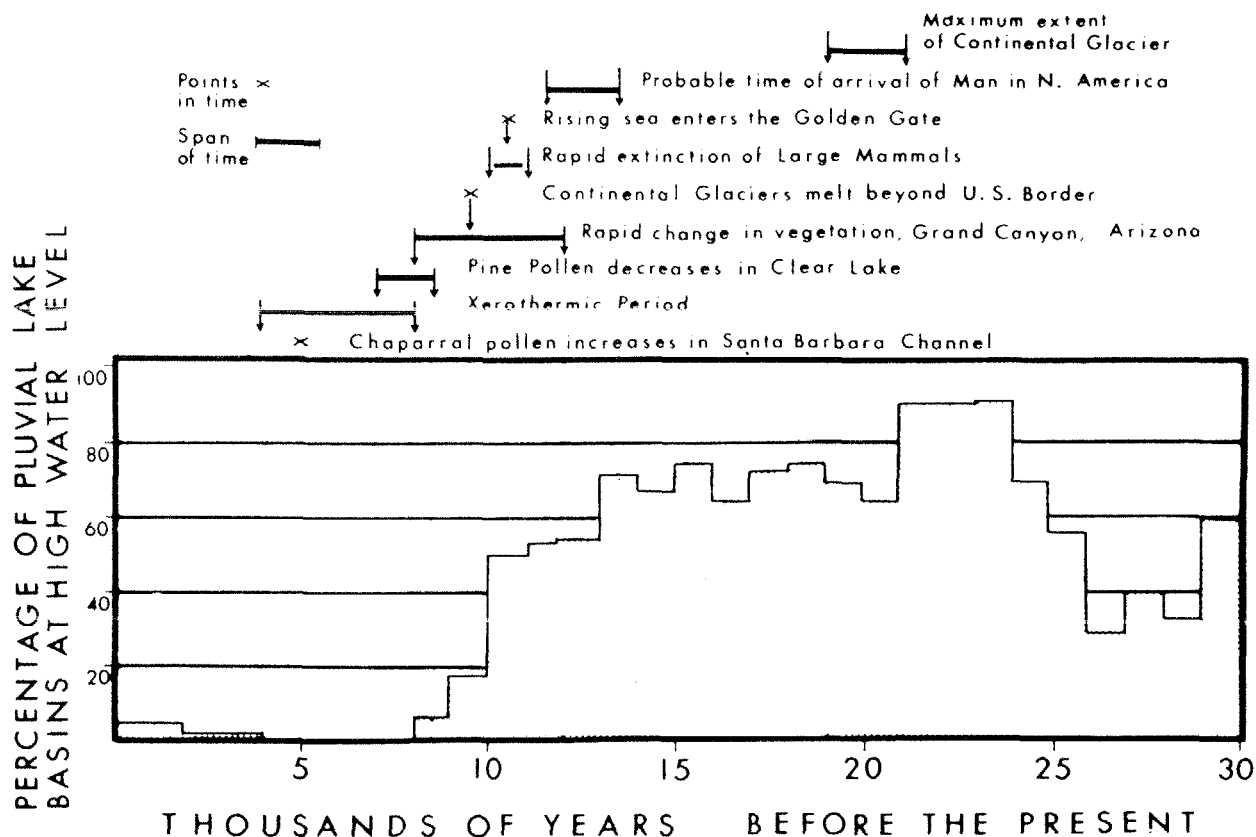 Maximum extent
of Continental Glacier
Points
in time
Probable time of arrival of Man in N. America
Rising sea enters the Golden Gate
Span
of time
Rapid extinction of Large Mammals
Continental Glaciers melt beyond U.S. Border
Rapid change in vegetation, Grand Canyon, Arizona
Pine Pollen decreases in Clear Lake
Xerothermic Period
Chaparral pollen increases in Santa Barbara Channel
PERCENTAGE OF PLUVIAL LAKE
BASINS AT HIGH WATER LEVEL
100
80
60
40
20
5 10 15 20 25 30
THOUSANDS OF YEARS BEFORE THE PRESENT